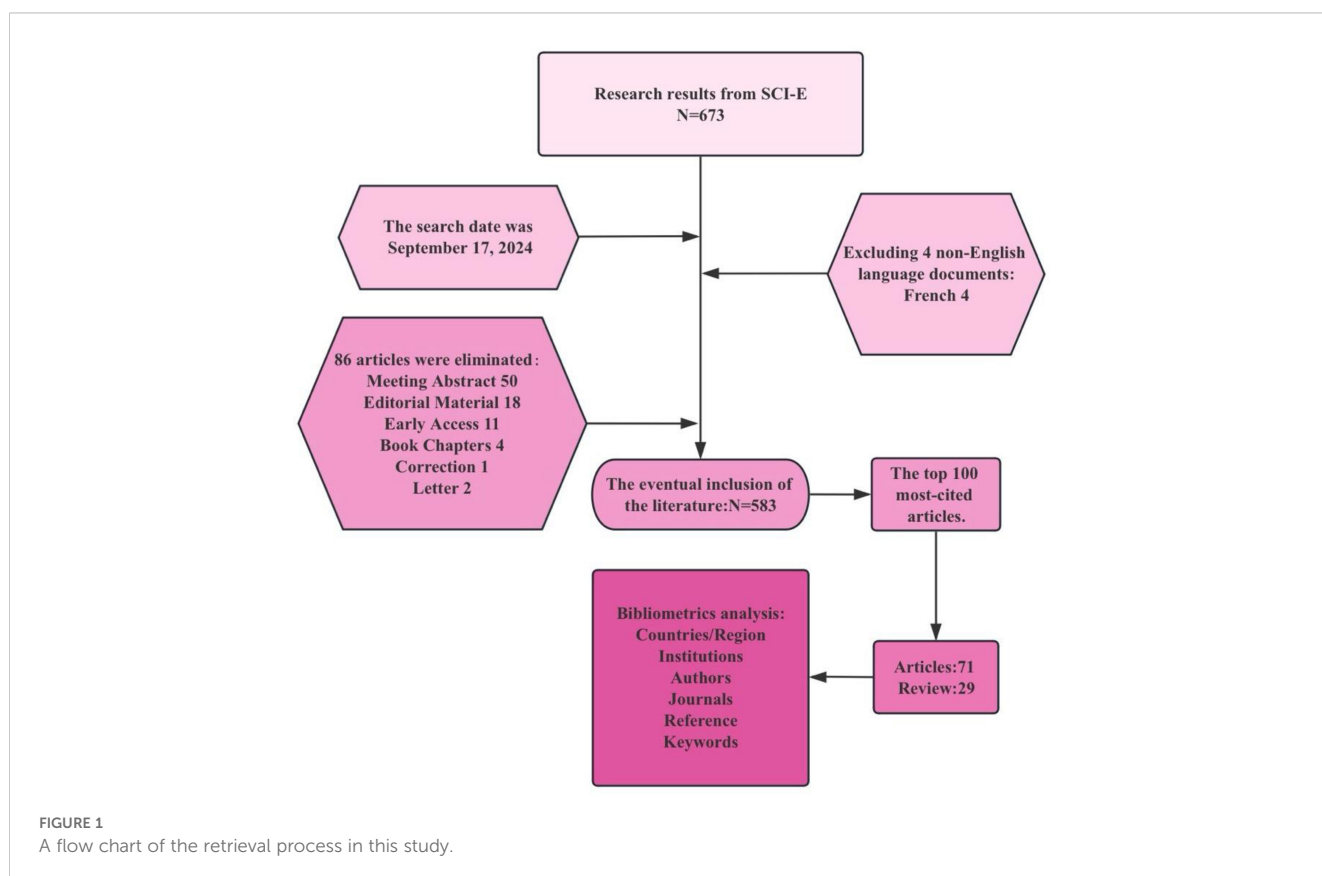 Research results from SCI-E
N=673
The search date was
September 17, 2024
Excluding 4 non-English
language documents:
French 4
86 articles were eliminated:
Meeting Abstract 50
Editorial Material 18
Early Access 11
Book Chapters 4
Correction 1
Letter 2
The eventual inclusion of
the literature:N=583
The top 100
most-cited
articles.
Articles:71
Review:29
Bibliometrics analysis:
Countries/Region
Institutions
Authors
Journals
Reference
Keywords
FIGURE 1
A flow chart of the retrieval process in this study.